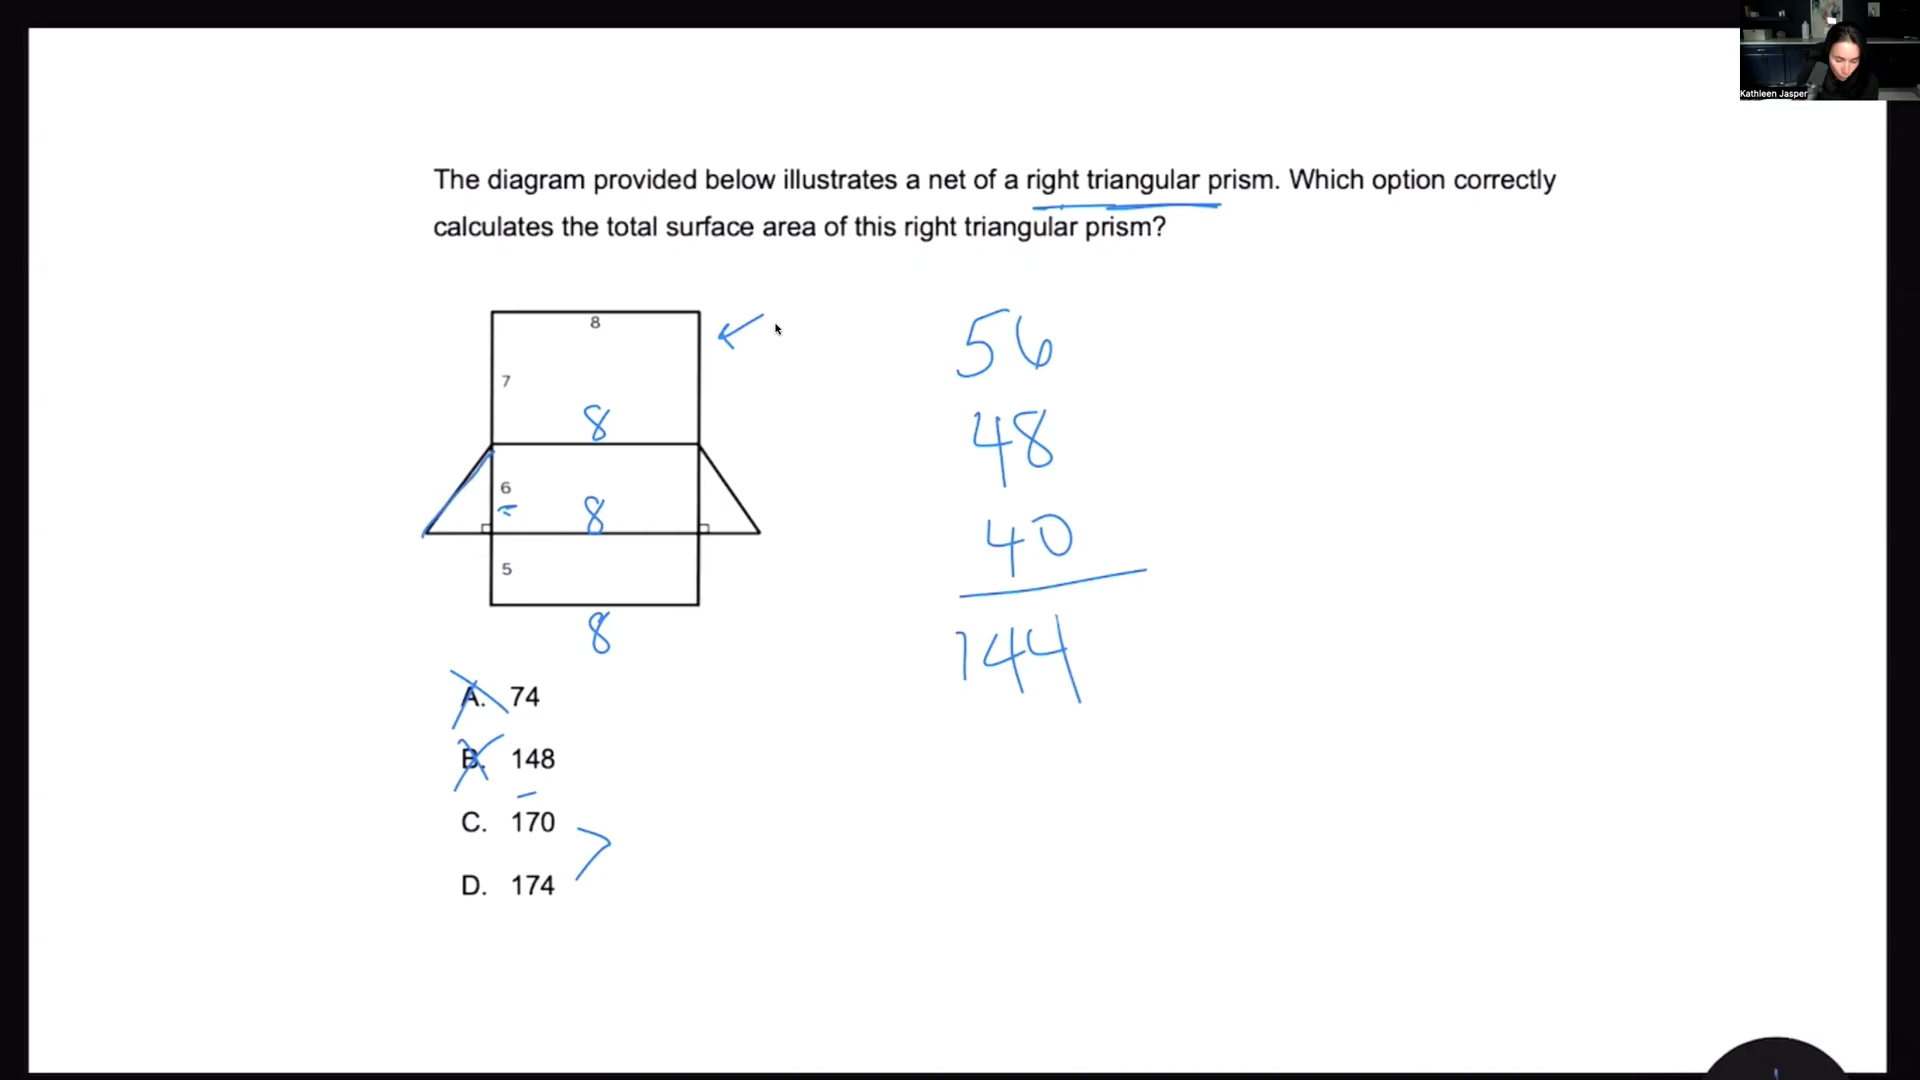 Kathleen Jasper
The diagram provided below illustrates a net of a right triangular prism. Which option correctly
calculates the total surface area of this right triangular prism?
8
7
8
6
8
5
8
56
48
40
144
A. 74
B. 148
C. 170
D. 174